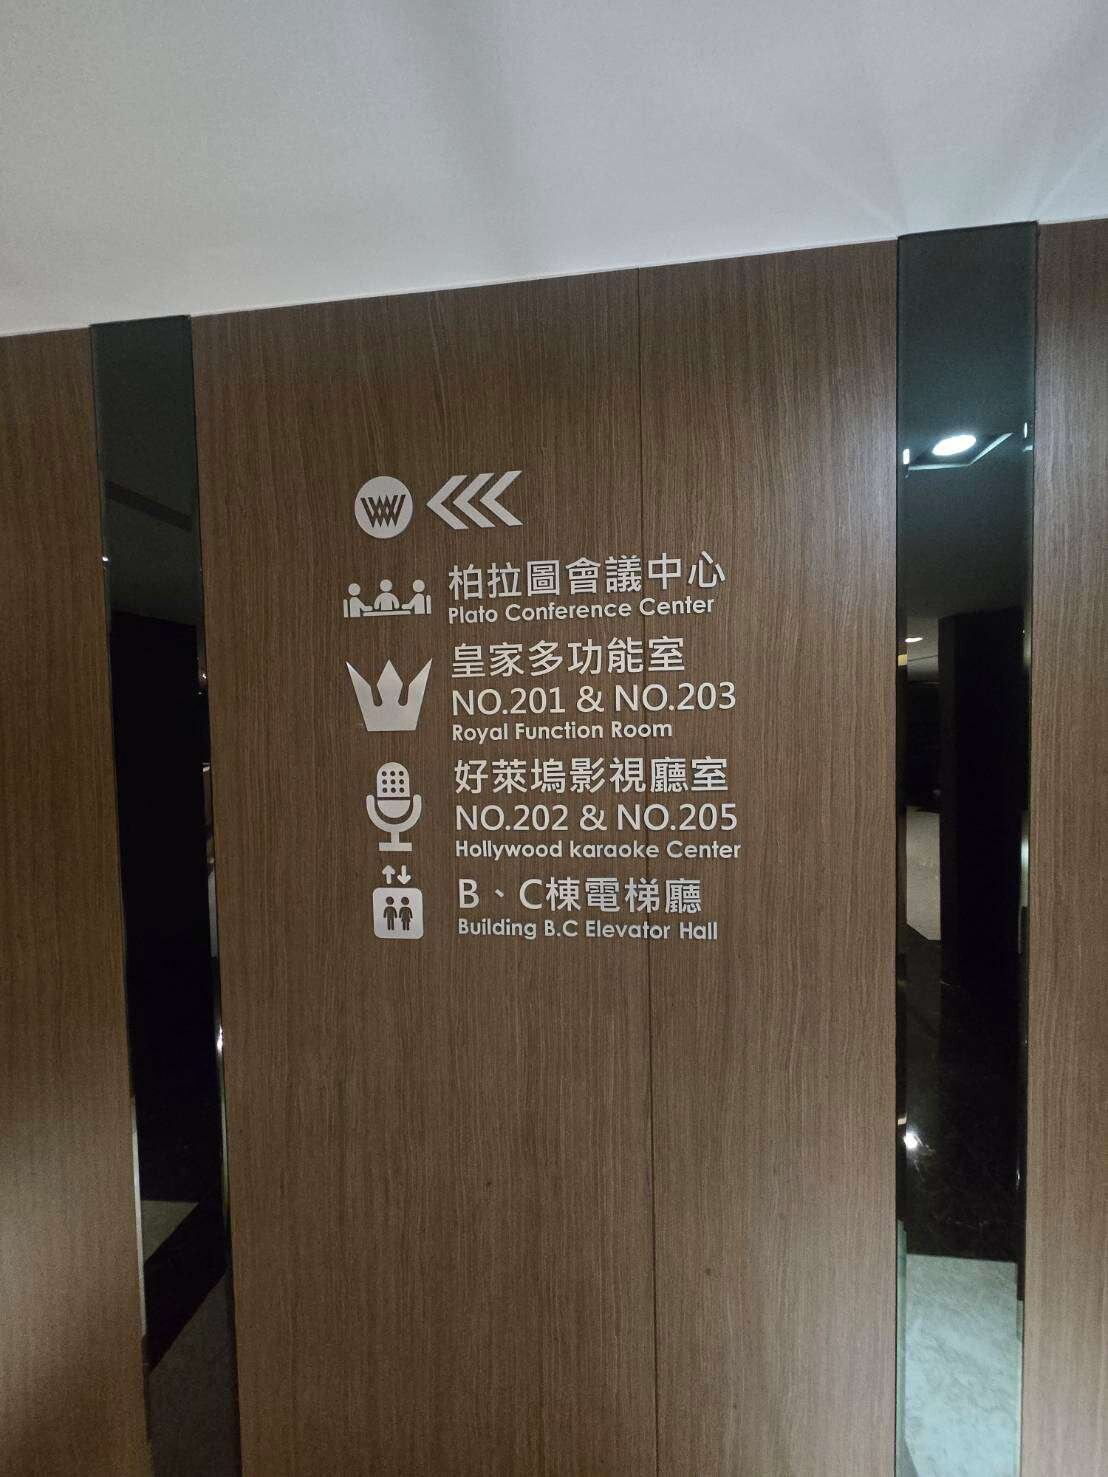 柏拉圖會議中心
Plato Conference Center
皇家多功能室
NO.201 & NO.203
Royal Function Room
好萊塢影視廳室
NO.202 & NO.205
Hollywood karaoke Center
B、C棟電梯廳
Building B.C Elevator Hall